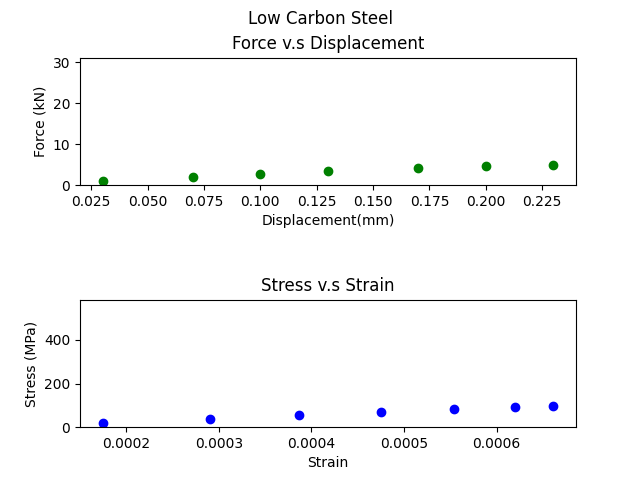 Low Carbon Steel
Force v.s Displacement
30
20
10
0
Force (kN)
0.025 0.050 0.075 0.100 0.125 0.150 0.175 0.200 0.225
Displacement(mm)
Stress v.s Strain
400
200
0
Stress (MPa)
0.0002 0.0003 0.0004 0.0005 0.0006
Strain